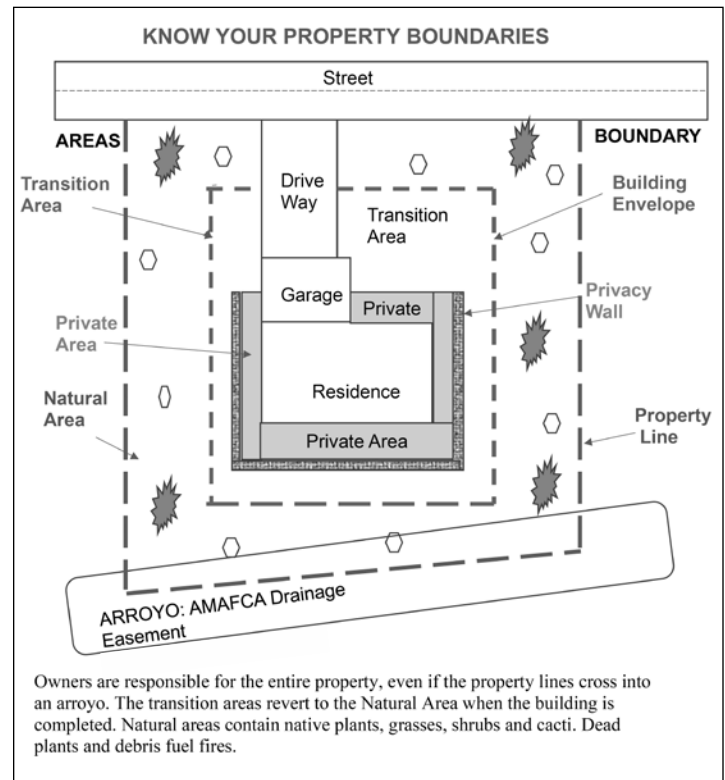 KNOW YOUR PROPERTY BOUNDARIES
Street
AREAS
BOUNDARY
Transition
Area
Drive
Way
Transition
Area
Building
Envelope
Garage
Private
Privacy
Wall
Private
Area
Residence
Natural
Area
Private Area
Property
Line
ARROYO: AMAFCA Drainage
Easement
Owners are responsible for the entire property, even if the property lines cross into
an arroyo. The transition areas revert to the Natural Area when the building is
completed. Natural areas contain native plants, grasses, shrubs and cacti. Dead
plants and debris fuel fires.